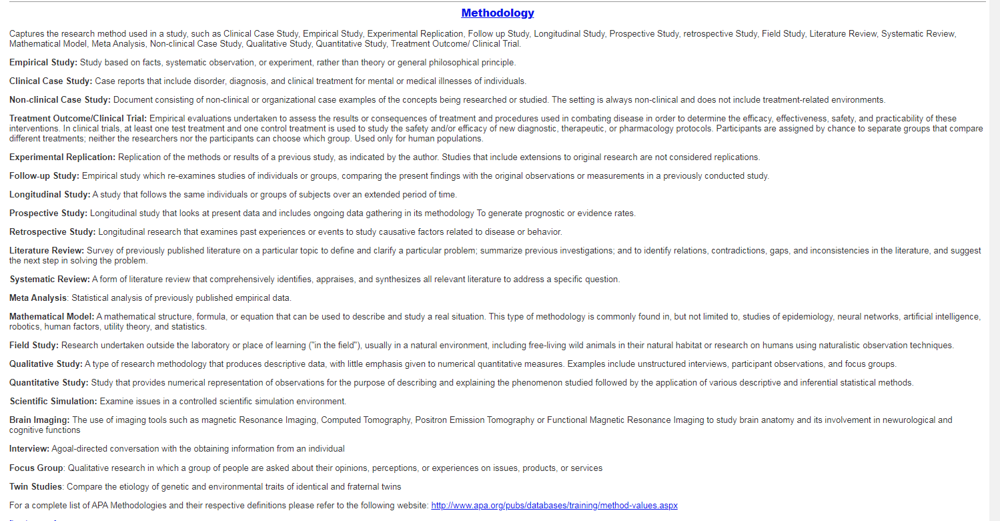 Methodology
Captures the research method used in a study, such as Clinical Case Study, Empirical Study, Experimental Replication, Follow up Study, Longitudinal Study, Prospective Study, retrospective Study, Field Study, Literature Review, Systematic Review,
Mathematical Model, Meta Analysis, Non-clinical Case Study, Qualitative Study, Quantitative Study, Treatment Outcome/ Clinical Trial.
Empirical Study: Study based on facts, systematic observation, or experiment, rather than theory or general philosophical principle.
Clinical Case Study: Case reports that include disorder, diagnosis, and clinical treatment for mental or medical illnesses of individuals.
Non-clinical Case Study: Document consisting of non-clinical or organizational case examples of the concepts being researched or studied. The setting is always non-clinical and does not include treatment-related environments.
Treatment Outcome/Clinical Trial: Empirical evaluations undertaken to assess the results or consequences of treatment and procedures used in combating disease in order to determine the efficacy, effectiveness, safety, and practicability of these
interventions. In clinical trials, at least one test treatment and one control treatment is used to study the safety and/or efficacy of new diagnostic, therapeutic, or pharmacology protocols. Participants are assigned by chance to separate groups that compare
different treatments; neither the researchers nor the participants can choose which group. Used only for human populations.
Experimental Replication: Replication of the methods or results of a previous study, as indicated by the author. Studies that include extensions to original research are not considered replications.
Follow-up Study: Empirical study which re-examines studies of individuals or groups, comparing the present findings with the original observations or measurements in a previously conducted study.
Longitudinal Study: A study that follows the same individuals or groups of subjects over an extended period of time.
Prospective Study: Longitudinal study that looks at present data and includes ongoing data gathering in its methodology To generate prognostic or evidence rates.
Retrospective Study: Longitudinal research that examines past experiences or events to study causative factors related to disease or behavior.
Literature Review: Survey of previously published literature on a particular topic to define and clarify a particular problem; summarize previous investigations; and to identify relations, contradictions, gaps, and inconsistencies in the literature, and suggest
the next step in solving the problem.
Systematic Review: A form of literature review that comprehensively identifies, appraises, and synthesizes all relevant literature to address a specific question.
Meta Analysis: Statistical analysis of previously published empirical data.
Mathematical Model: A mathematical structure, formula, or equation that can be used to describe and study a real situation. This type of methodology is commonly found in, but not limited to, studies of epidemiology, neural networks, artificial intelligence,
robotics, human factors, utility theory, and statistics.
Field Study: Research undertaken outside the laboratory or place of learning ("in the field"), usually in a natural environment, including free-living wild animals in their natural habitat or research on humans using naturalistic observation techniques.
Qualitative Study: A type of research methodology that produces descriptive data, with little emphasis given to numerical quantitative measures. Examples include unstructured interviews, participant observations, and focus groups.
Quantitative Study: Study that provides numerical representation of observations for the purpose of describing and explaining the phenomenon studied followed by the application of various descriptive and inferential statistical methods.
Scientific Simulation: Examine issues in a controlled scientific simulation environment.
Brain Imaging: The use of imaging tools such as magnetic Resonance Imaging, Computed Tomography, Positron Emission Tomography or Functional Magnetic Resonance Imaging to study brain anatomy and its involvement in newurological and
cognitive functions
Interview: Agoal-directed conversation with the obtaining information from an individual
Focus Group: Qualitative research in which a group of people are asked about their opinions, perceptions, or experiences on issues, products, or services
Twin Studies: Compare the etiology of genetic and environmental traits of identical and fraternal twins
For a complete list of APA Methodologies and their respective definitions please refer to the following website: http://www.apa.org/pubs/databases/training/method-values.aspx